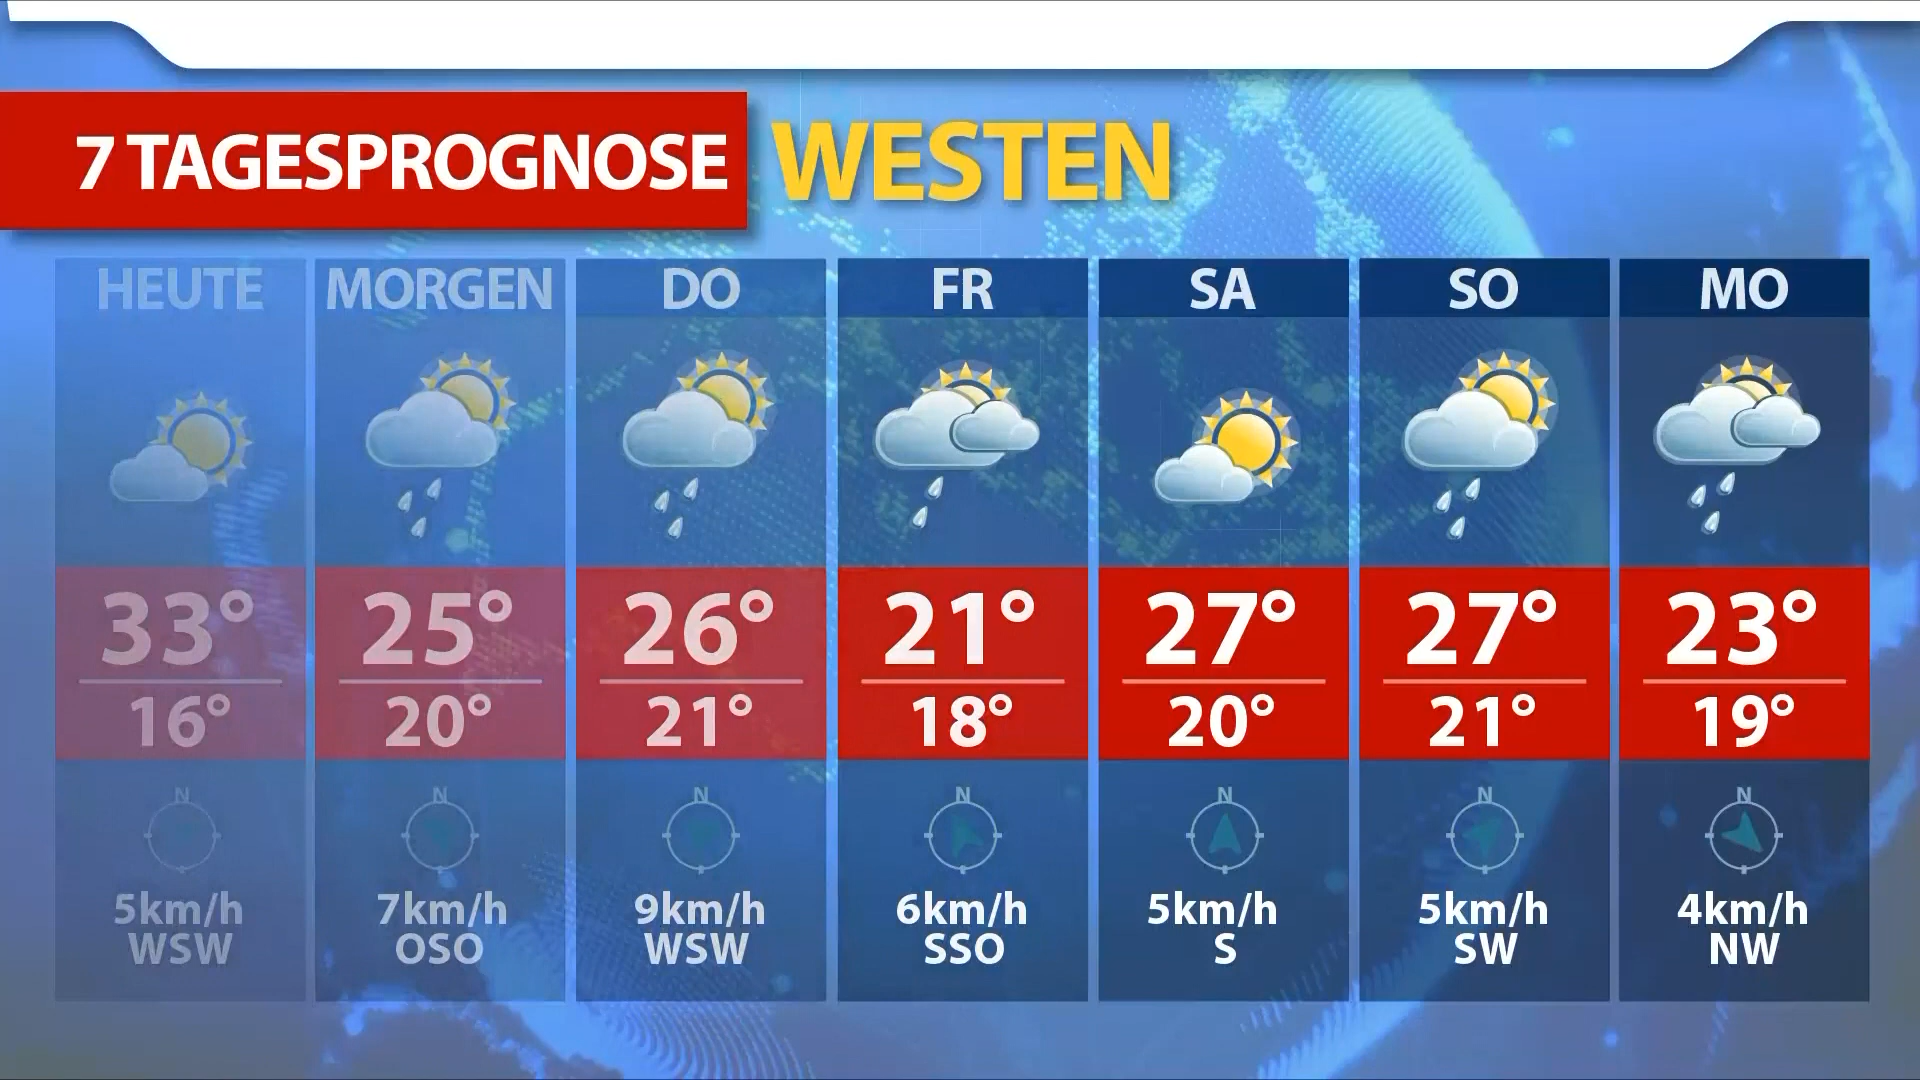 7 TAGESPROGNOSE WESTEN
HEUTE MORGEN DO FR SA SO MO
33° 25° 26° 21° 27° 27° 23°
16° 20° 21° 18° 20° 21° 19°
N N N N N N N
5km/h 7km/h 9km/h 6km/h 5km/h 5km/h 4km/h
WSW OSO WSW SSO S SW NW